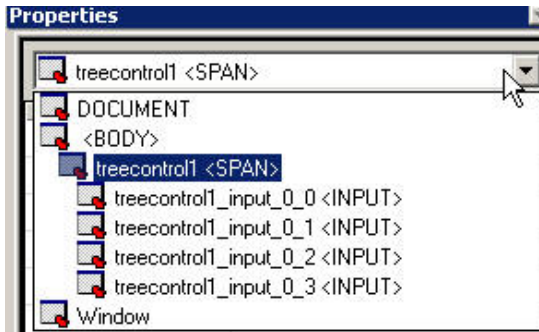 Properties
treecontrol1 <SPAN>
DOCUMENT
<BODY>
treecontrol1 <SPAN>
treecontrol1_input_0_0 <INPUT>
treecontrol1_input_0_1 <INPUT>
treecontrol1_input_0_2 <INPUT>
treecontrol1_input_0_3 <INPUT>
Window